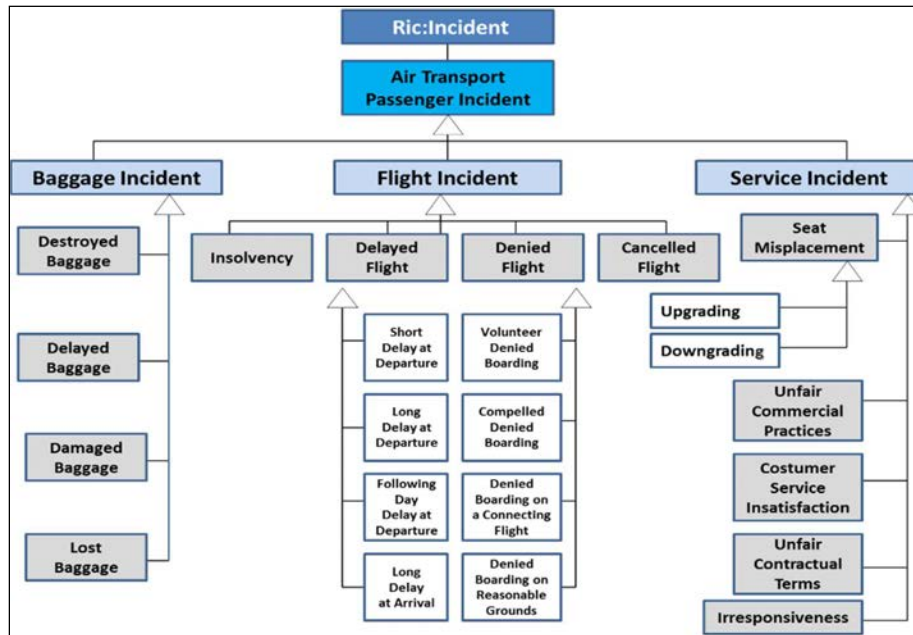 Ric:Incident
Air Transport
Passenger Incident
Baggage Incident
Flight Incident
Service Incident
Destroyed
Baggage
Delayed
Baggage
Damaged
Baggage
Lost
Baggage
Insolvency
Delayed
Flight
Denied
Flight
Cancelled
Flight
Short
Delay at
Departure
Long
Delay at
Departure
Following
Day
Delay at
Departure
Long
Delay
at Arrival
Volunteer
Denied
Boarding
Compelled
Denied
Boarding
Denied
Boarding on
a Connecting
Flight
Denied
Boarding on
Reasonable
Grounds
Seat
Misplacement
Upgrading
Downgrading
Unfair
Commercial
Practices
Costumer
Service
Insatisfaction
Unfair
Contractual
Terms
Irresponsiveness